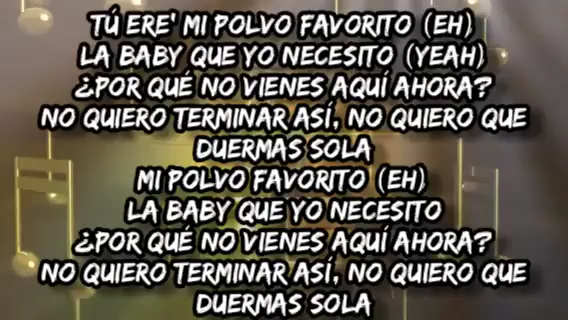 TÚ ERE' MI POLVO FAVORITO (EH)
LA BABY QUE YO NECESITO (YEAH)
¿POR QUÉ NO VIENES AQUÍ AHORA?
NO QUIERO TERMINAR ASÍ, NO QUIERO QUE
DUERMAS SOLA
MI POLVO FAVORITO (EH)
LA BABY QUE YO NECESITO
¿POR QUÉ NO VIENES AQUÍ AHORA?
NO QUIERO TERMINAR ASÍ, NO QUIERO QUE
DUERMAS SOLA